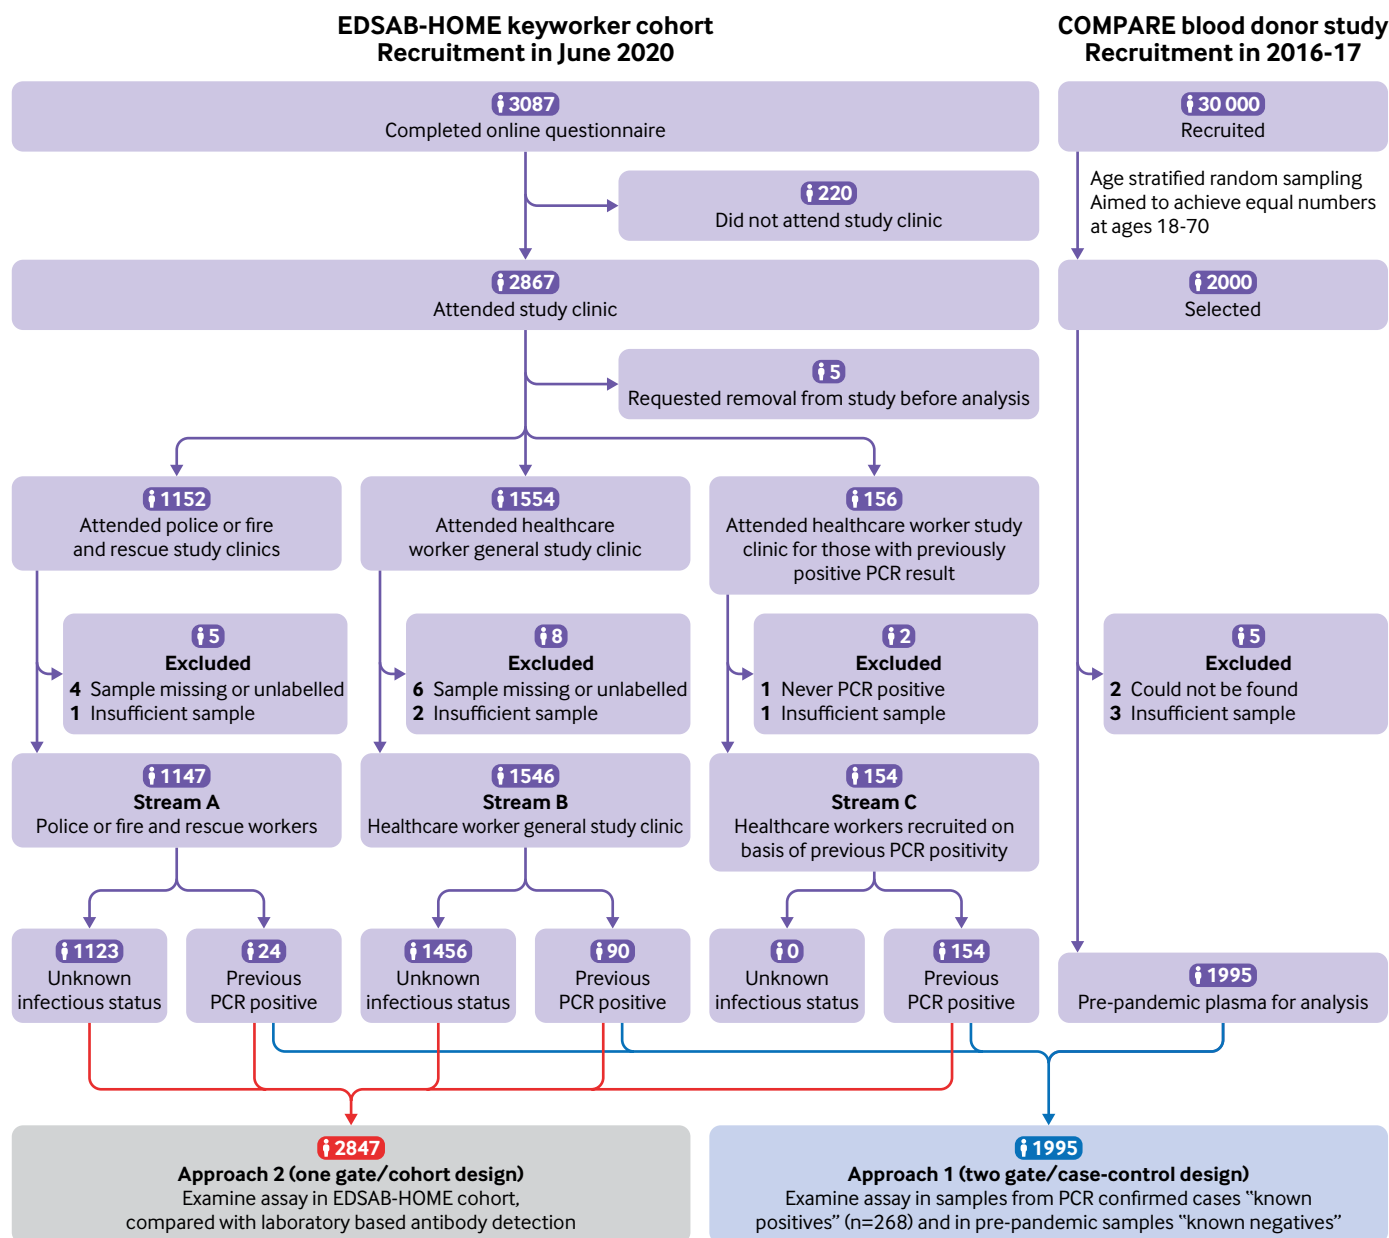 EDSAB-HOME keyworker cohort
Recruitment in June 2020
COMPARE blood donor study
Recruitment in 2016-17
3087
Completed online questionnaire
30 000
Recruited
220
Did not attend study clinic
Age stratified random sampling
Aimed to achieve equal numbers
at ages 18-70
2867
Attended study clinic
2000
Selected
5
Requested removal from study before analysis
1152
Attended police or fire
and rescue study clinics
1554
Attended healthcare
worker general study clinic
156
Attended healthcare worker study
clinic for those with previously
positive PCR result
5
Excluded
4 Sample missing or unlabelled
1 Insufficient sample
8
Excluded
6 Sample missing or unlabelled
2 Insufficient sample
2
Excluded
1 Never PCR positive
1 Insufficient sample
5
Excluded
2 Could not be found
3 Insufficient sample
1147
Stream A
Police or fire and rescue workers
1546
Stream B
Healthcare worker general study clinic
154
Stream C
Healthcare workers recruited on
basis of previous PCR positivity
1123
Unknown
infectious status
24
Previous
PCR positive
1456
Unknown
infectious status
90
Previous
PCR positive
0
Unknown
infectious status
154
Previous
PCR positive
1995
Pre-pandemic plasma for analysis
2847
Approach 2 (one gate/cohort design)
Examine assay in EDSAB-HOME cohort,
compared with laboratory based antibody detection
1995
Approach 1 (two gate/case-control design)
Examine assay in samples from PCR confirmed cases "known
positives" (n=268) and in pre-pandemic samples "known negatives"